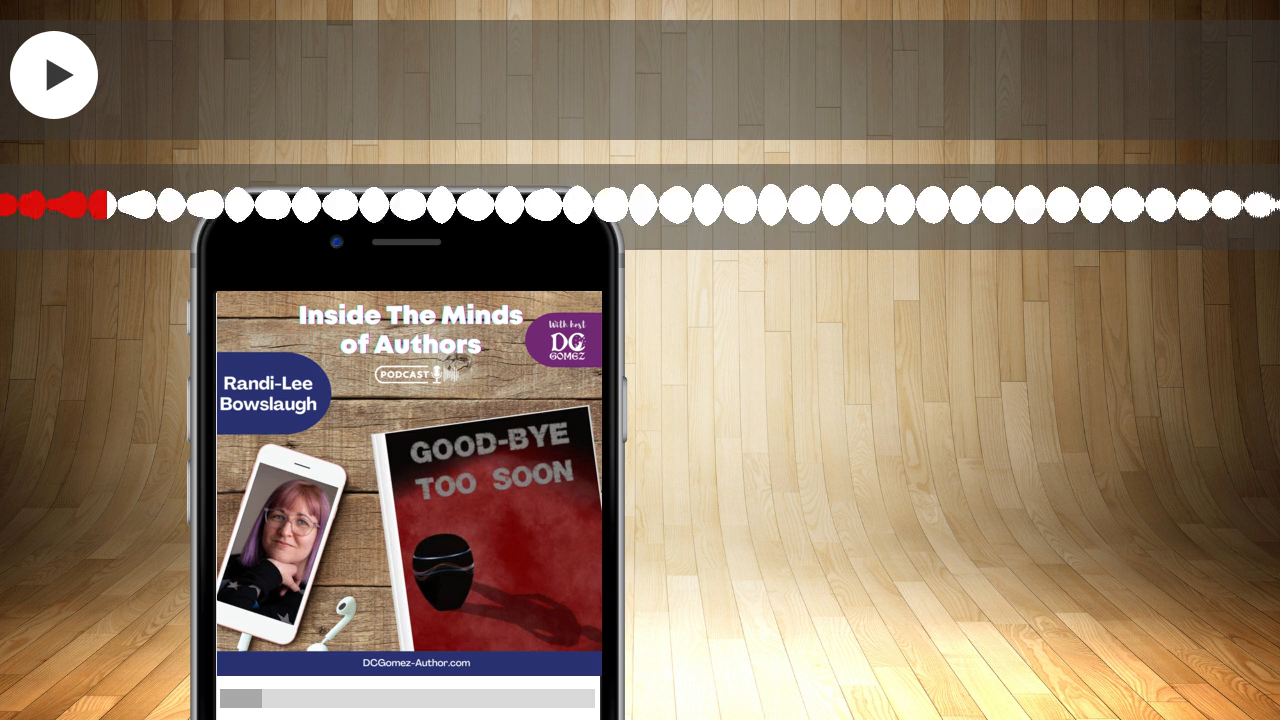 Inside The Minds
of Authors
With host
DC
GOMEZ
PODCAST
Randi-Lee
Bowslaugh
GOOD-BYE
TOO SOON
DCGomez-Author.com